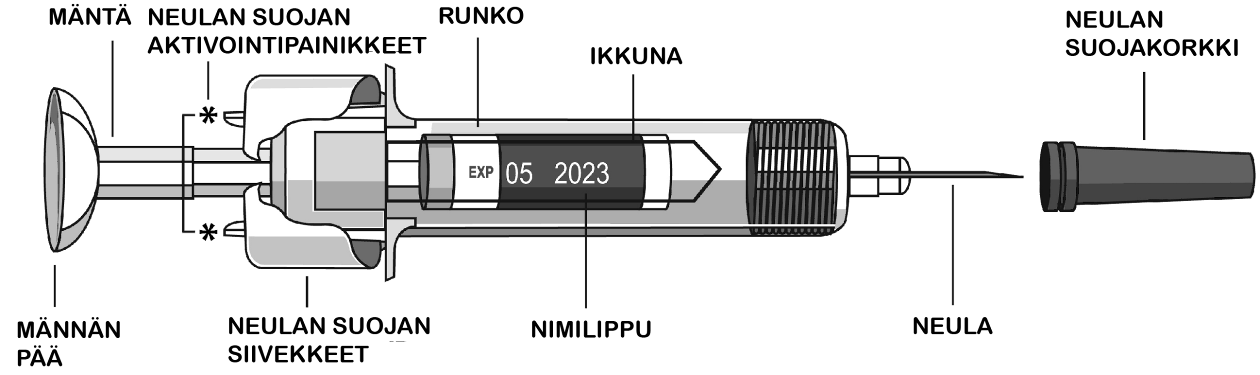 MÄNTÄ
NEULAN SUOJAN
AKTIVOINTIPAINIKKEET
RUNKO
IKKUNA
NEULAN
SUOJAKORKKI
*
EXP 05 2023
*
MÄNNÄN
PÄÄ
NEULAN SUOJAN
SIIVEKKEET
NIMILIPPU
NEULA